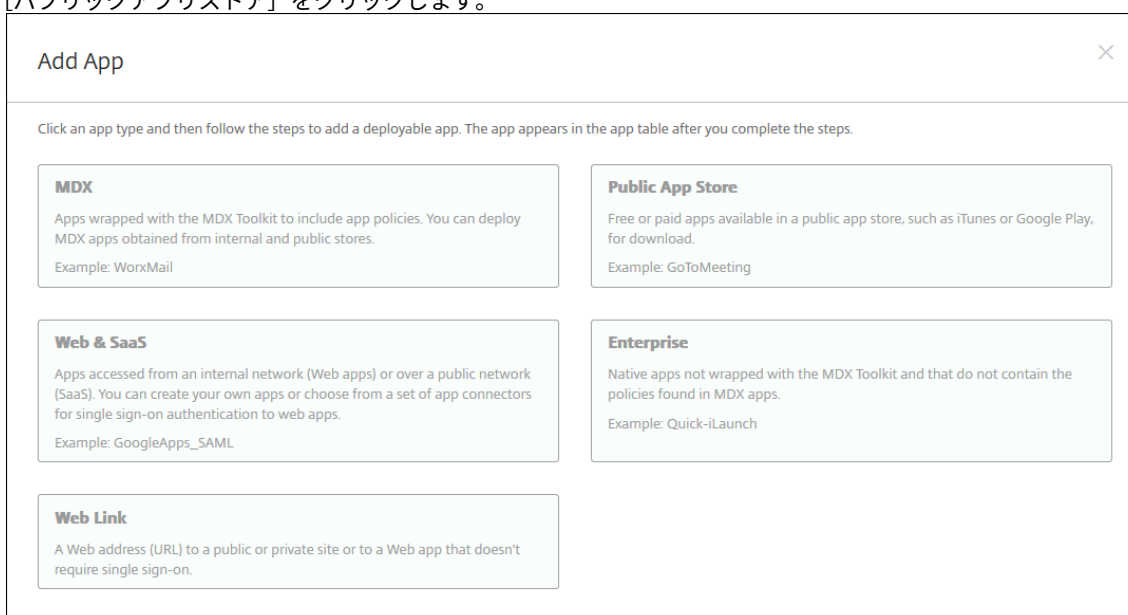 [パブリックアプリストア］をクリックします。
Add App
Click an app type and then follow the steps to add a deployable app. The app appears in the app table after you complete the steps.
MDX
Apps wrapped with the MDX Toolkit to include app policies. You can deploy
MDX apps obtained from internal and public stores.
Example: WorxMail
Public App Store
Free or paid apps available in a public app store, such as iTunes or Google Play,
for download.
Example: GoToMeeting
Web & SaaS
Apps accessed from an internal network (Web apps) or over a public network
(SaaS). You can create your own apps or choose from a set of app connectors
for single sign-on authentication to web apps.
Example: GoogleApps_SAML
Enterprise
Native apps not wrapped with the MDX Toolkit and that do not contain the
policies found in MDX apps.
Example: Quick-iLaunch
Web Link
A Web address (URL) to a public or private site or to a Web app that doesn't
require single sign-on.